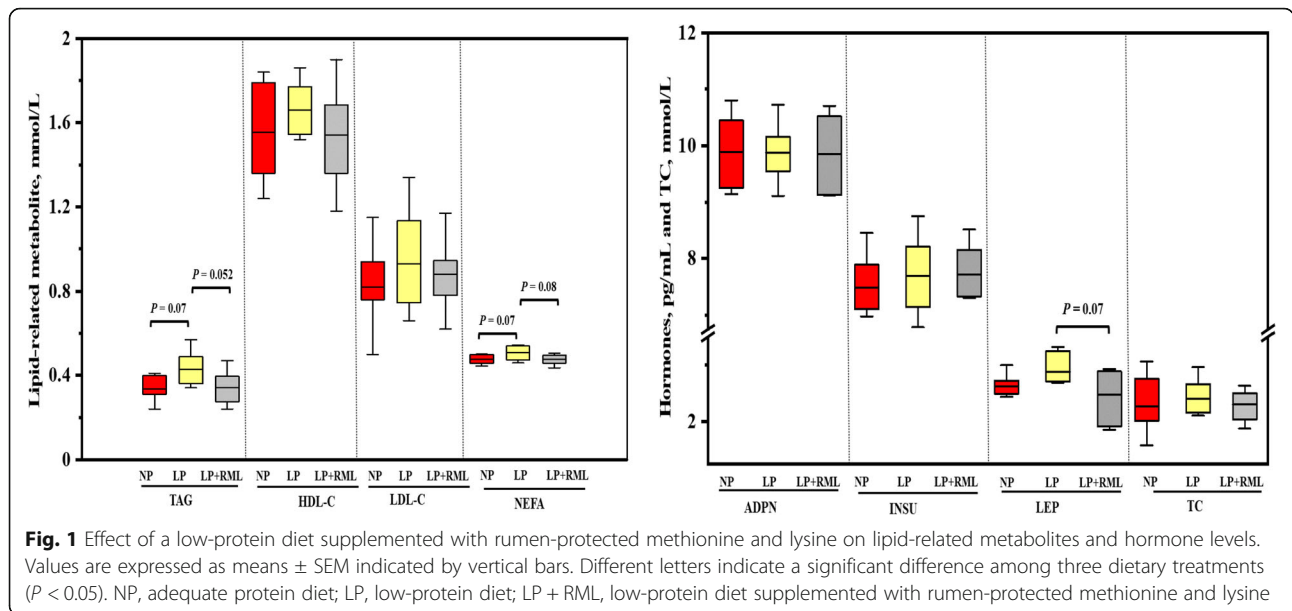 2
1.6
1.2
0.8
0.4
0
Lipid-related metabolite, mmol/L
P = 0.07
P = 0.052
P = 0.07
P = 0.08
NP LP LP+RML NP LP LP+RML NP LP LP+RML NP LP LP+RML
TAG HDL-C LDL-C NEFA
12
10
8
2
Hormones, pg/mL and TC, mmol/L
P = 0.07
NP LP LP+RML NP LP LP+RML NP LP LP+RML NP LP LP+RML
ADPN INSU LEP TC
Fig. 1 Effect of a low-protein diet supplemented with rumen-protected methionine and lysine on lipid-related metabolites and hormone levels.
Values are expressed as means ± SEM indicated by vertical bars. Different letters indicate a significant difference among three dietary treatments
(P < 0.05). NP, adequate protein diet; LP, low-protein diet; LP + RML, low-protein diet supplemented with rumen-protected methionine and lysine